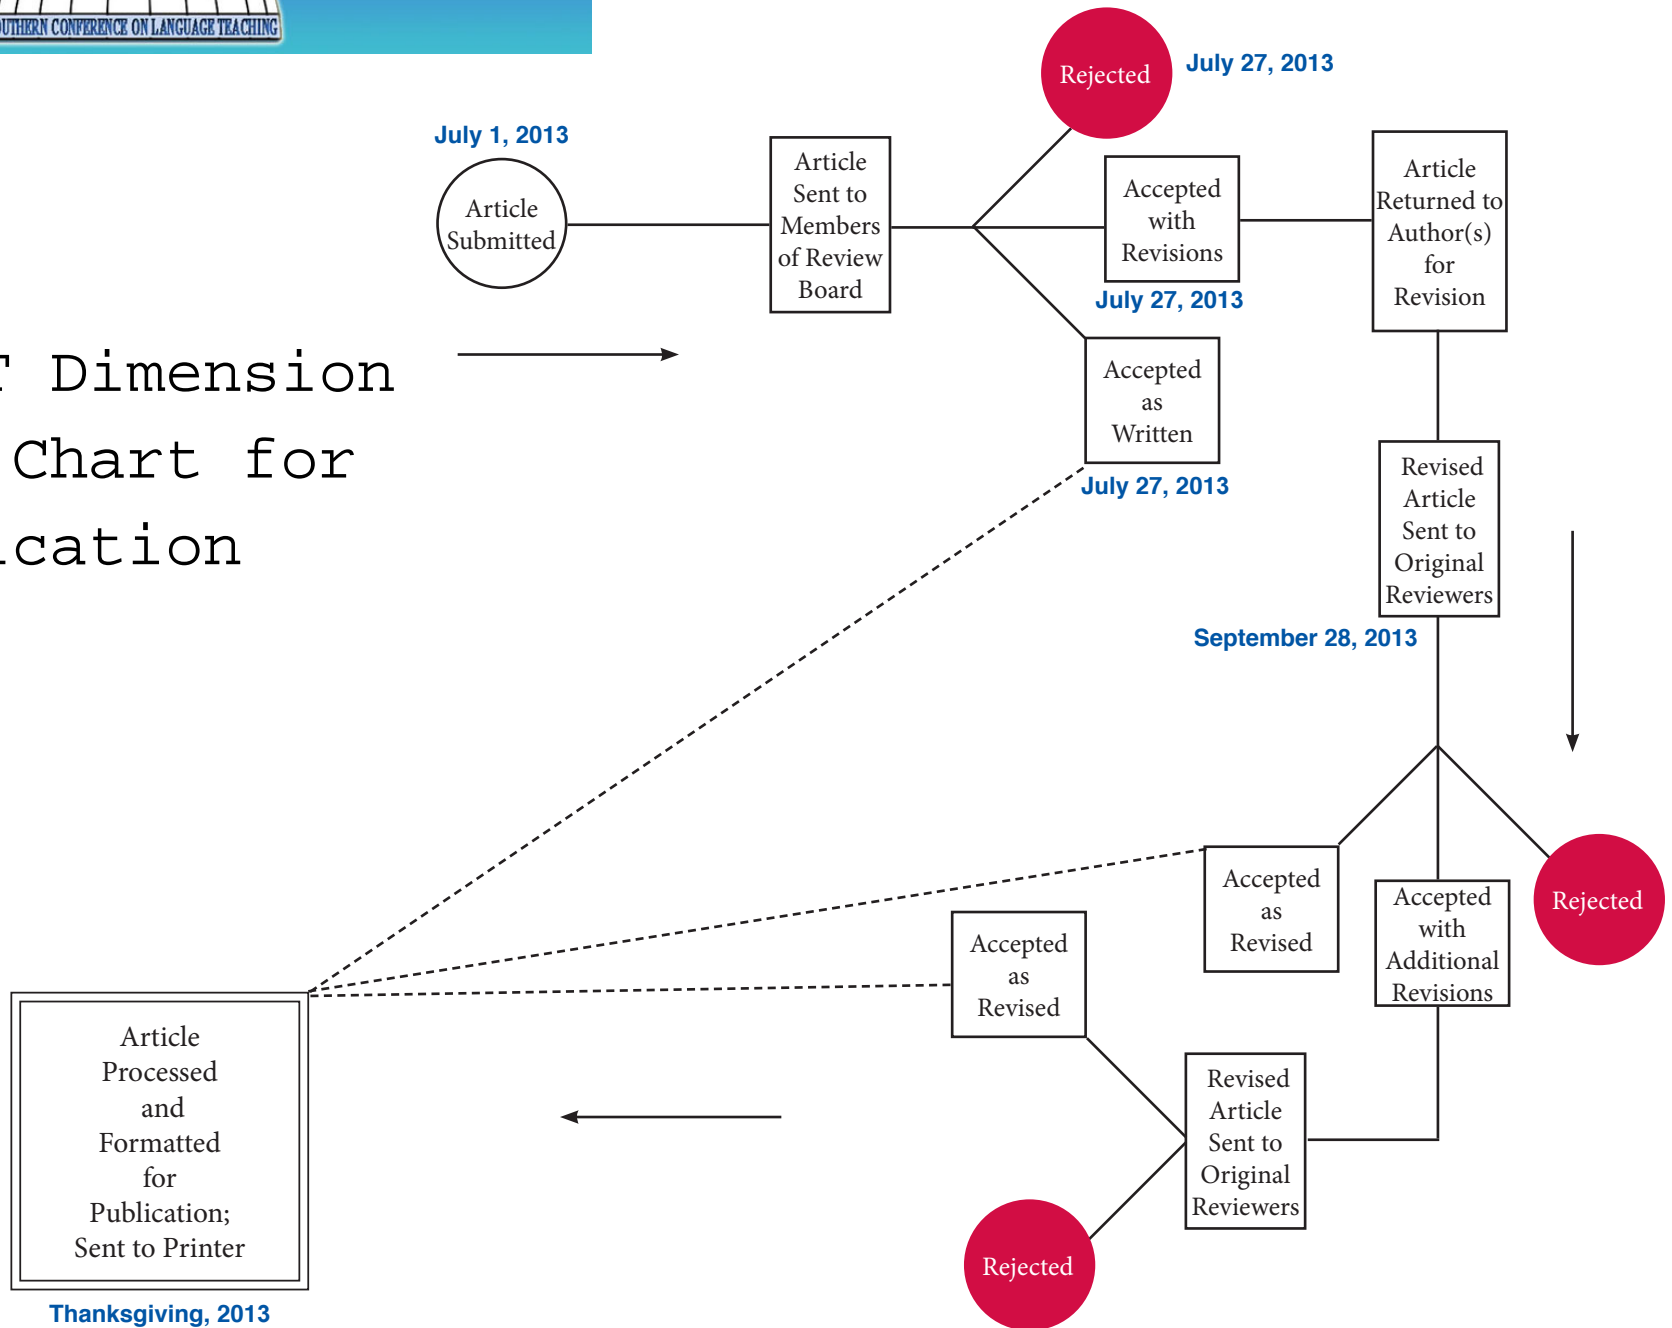 CONFERENCE ON LANGUAGE TEACHING
Dimension
Chart for
July 1, 2013
Article
Submitted
Article
Sent to
Members
of Review
Board
Rejected
July 27, 2013
Accepted
with
Revisions
July 27, 2013
Accepted
as
Written
July 27, 2013
Article
Returned to
Author(s)
for
Revision
Revised
Article
Sent to
Original
Reviewers
September 28, 2013
Accepted
as
Revised
Accepted
with
Additional
Revisions
Rejected
Revised
Article
Sent to
Original
Reviewers
Accepted
as
Revised
Rejected
Article
Processed
and
Formatted
for
Publication;
Sent to Printer
Thanksgiving, 2013